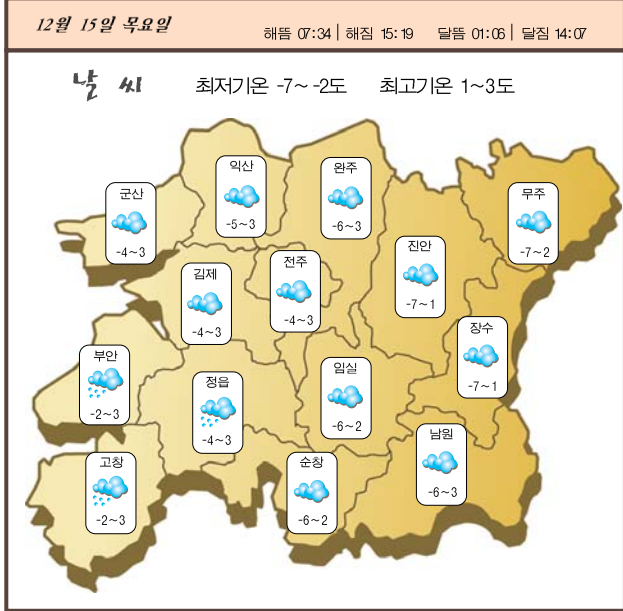 12월 15일 목요일
해뜸 07:34 | 해짐 15:19 달뜸 01:06 | 달짐 14:07
날 씨 최저기온 -7~ -2도 최고기온 1~3도
익산
-5~3
완주
-6~3
군산
-4~3
무주
-7~2
진안
-7~1
전주
-4~3
김제
-4~3
장수
-7~1
부안
-2~3
임실
-6~2
정읍
-4~3
남원
-6~3
고창
-2~3
순창
-6~2